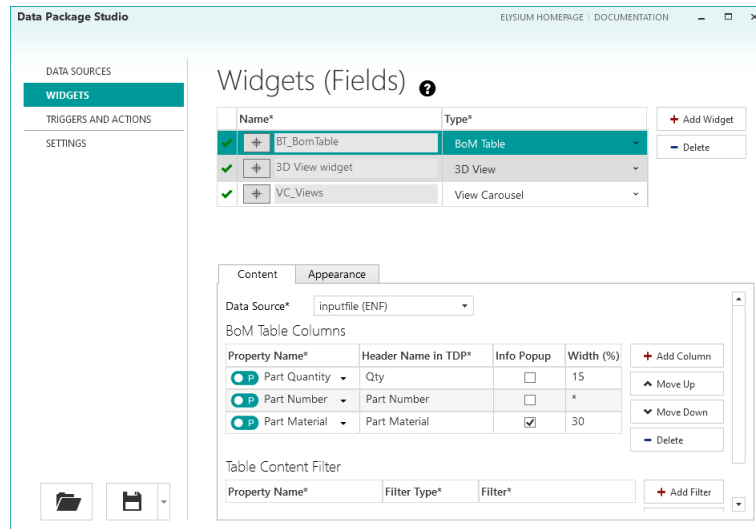 Data Package Studio
ELYSIUM HOMEPAGE | DOCUMENTATION
DATA SOURCES
WIDGETS
TRIGGERS AND ACTIONS
SETTINGS
Widgets (Fields) ?
Name* Type*
BT_BomTable BoM Table
3D View widget 3D View
VC_Views View Carousel
+ Add Widget
− Delete
Content Appearance
Data Source* inputfile (ENF)
BoM Table Columns
Property Name* Header Name in TDP* Info Popup Width (%)
P Part Quantity Qty 15
P Part Number Part Number *
P Part Material Part Material 30
+ Add Column
Move Up
Move Down
− Delete
Table Content Filter
Property Name* Filter Type* Filter*
+ Add Filter